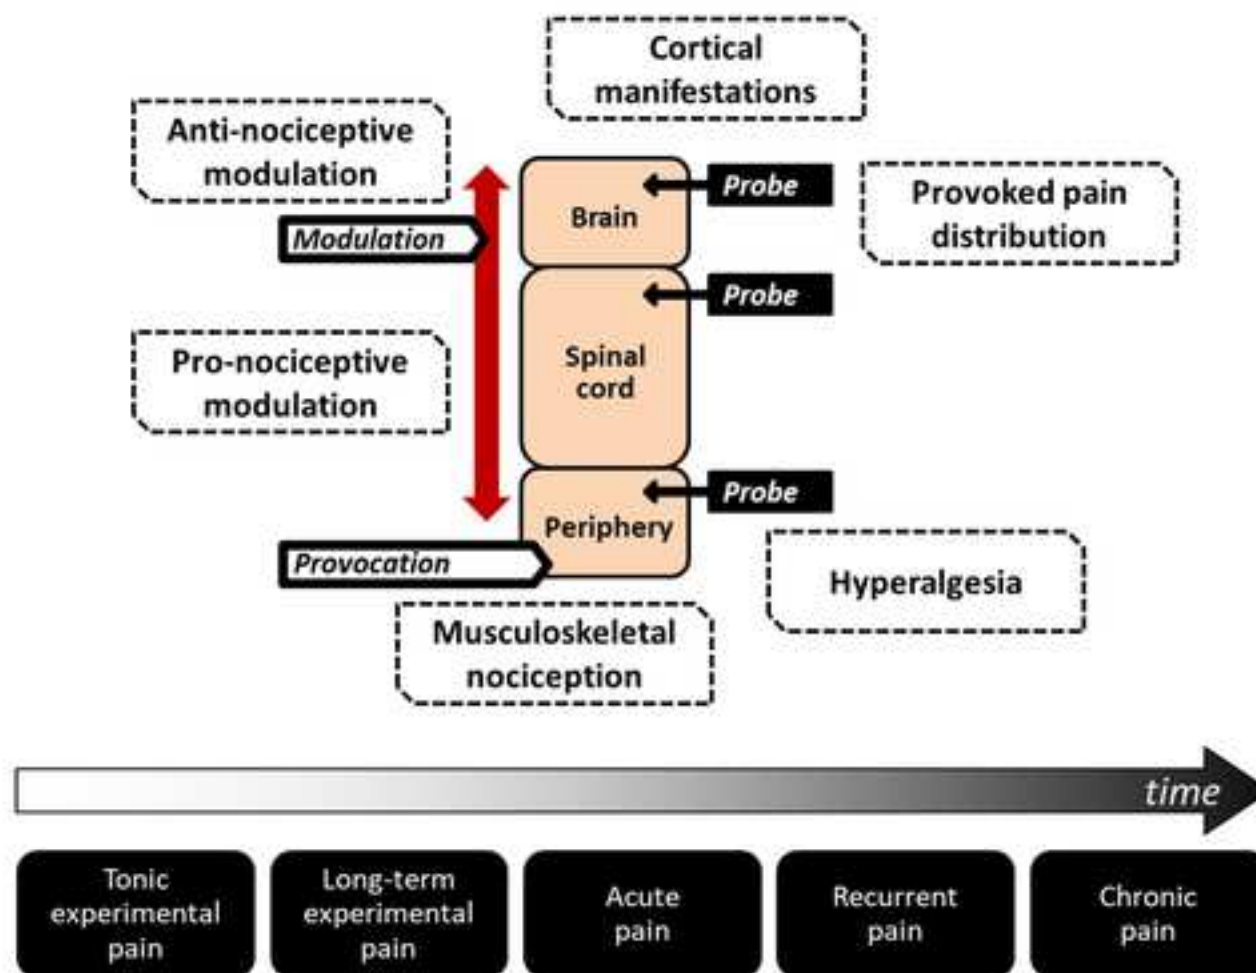 Cortical
manifestations
Anti-nociceptive
modulation
Probe
Provoked pain
distribution
Brain
Modulation
Probe
Pro-nociceptive
modulation
Spinal
cord
Probe
Periphery
Provocation
Hyperalgesia
Musculoskeletal
nociception
time
Tonic
experimental
pain
Long-term
experimental
pain
Acute
pain
Recurrent
pain
Chronic
pain